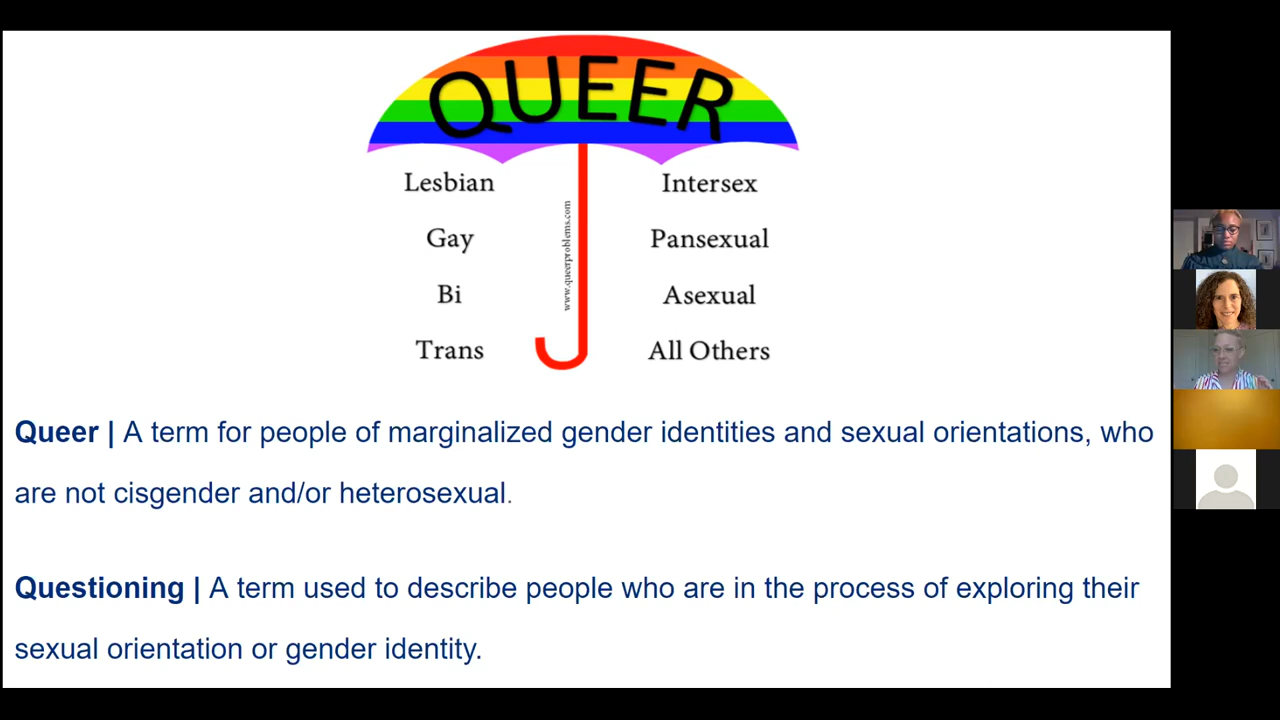 QUEER
Lesbian
Gay
Bi
Trans
www.queerproblems.com
Intersex
Pansexual
Asexual
All Others
Queer | A term for people of marginalized gender identities and sexual orientations, who
are not cisgender and/or heterosexual.
Questioning | A term used to describe people who are in the process of exploring their
sexual orientation or gender identity.